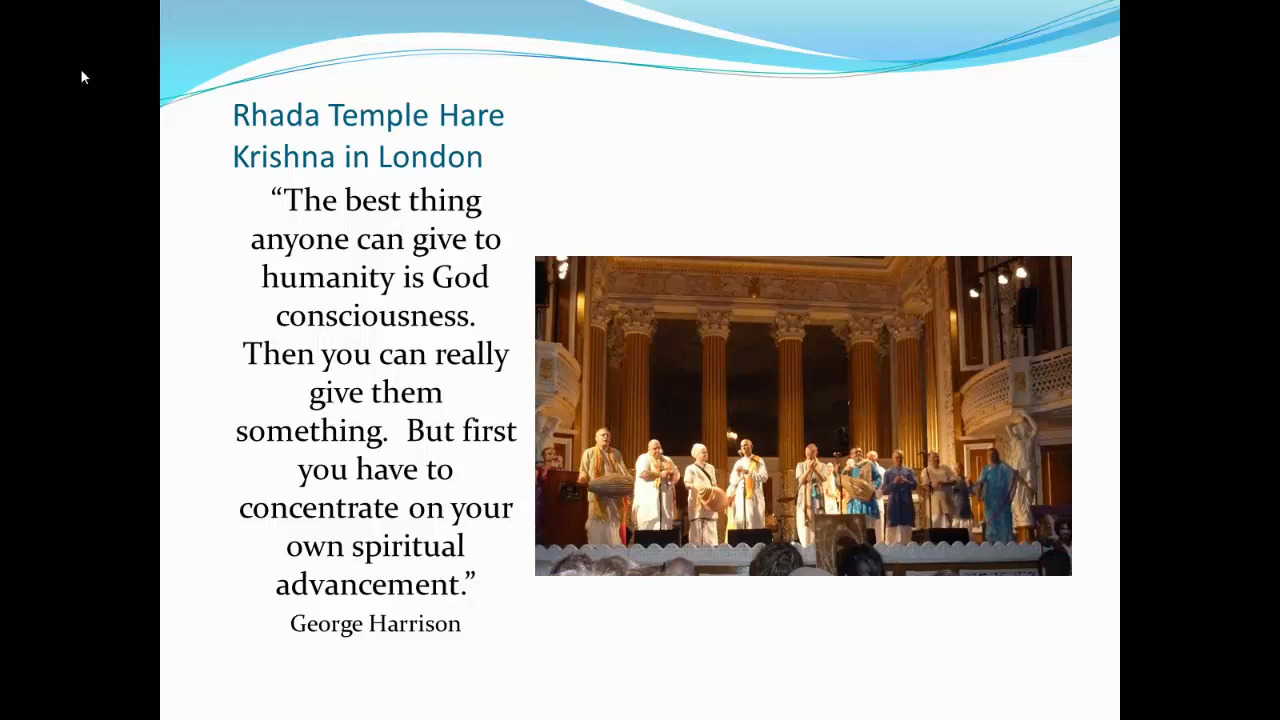 Rhada Temple Hare
Krishna in London
“The best thing
anyone can give to
humanity is God
consciousness.
Then you can really
give them
something.  But first
you have to
concentrate on your
own spiritual
advancement.”
George Harrison